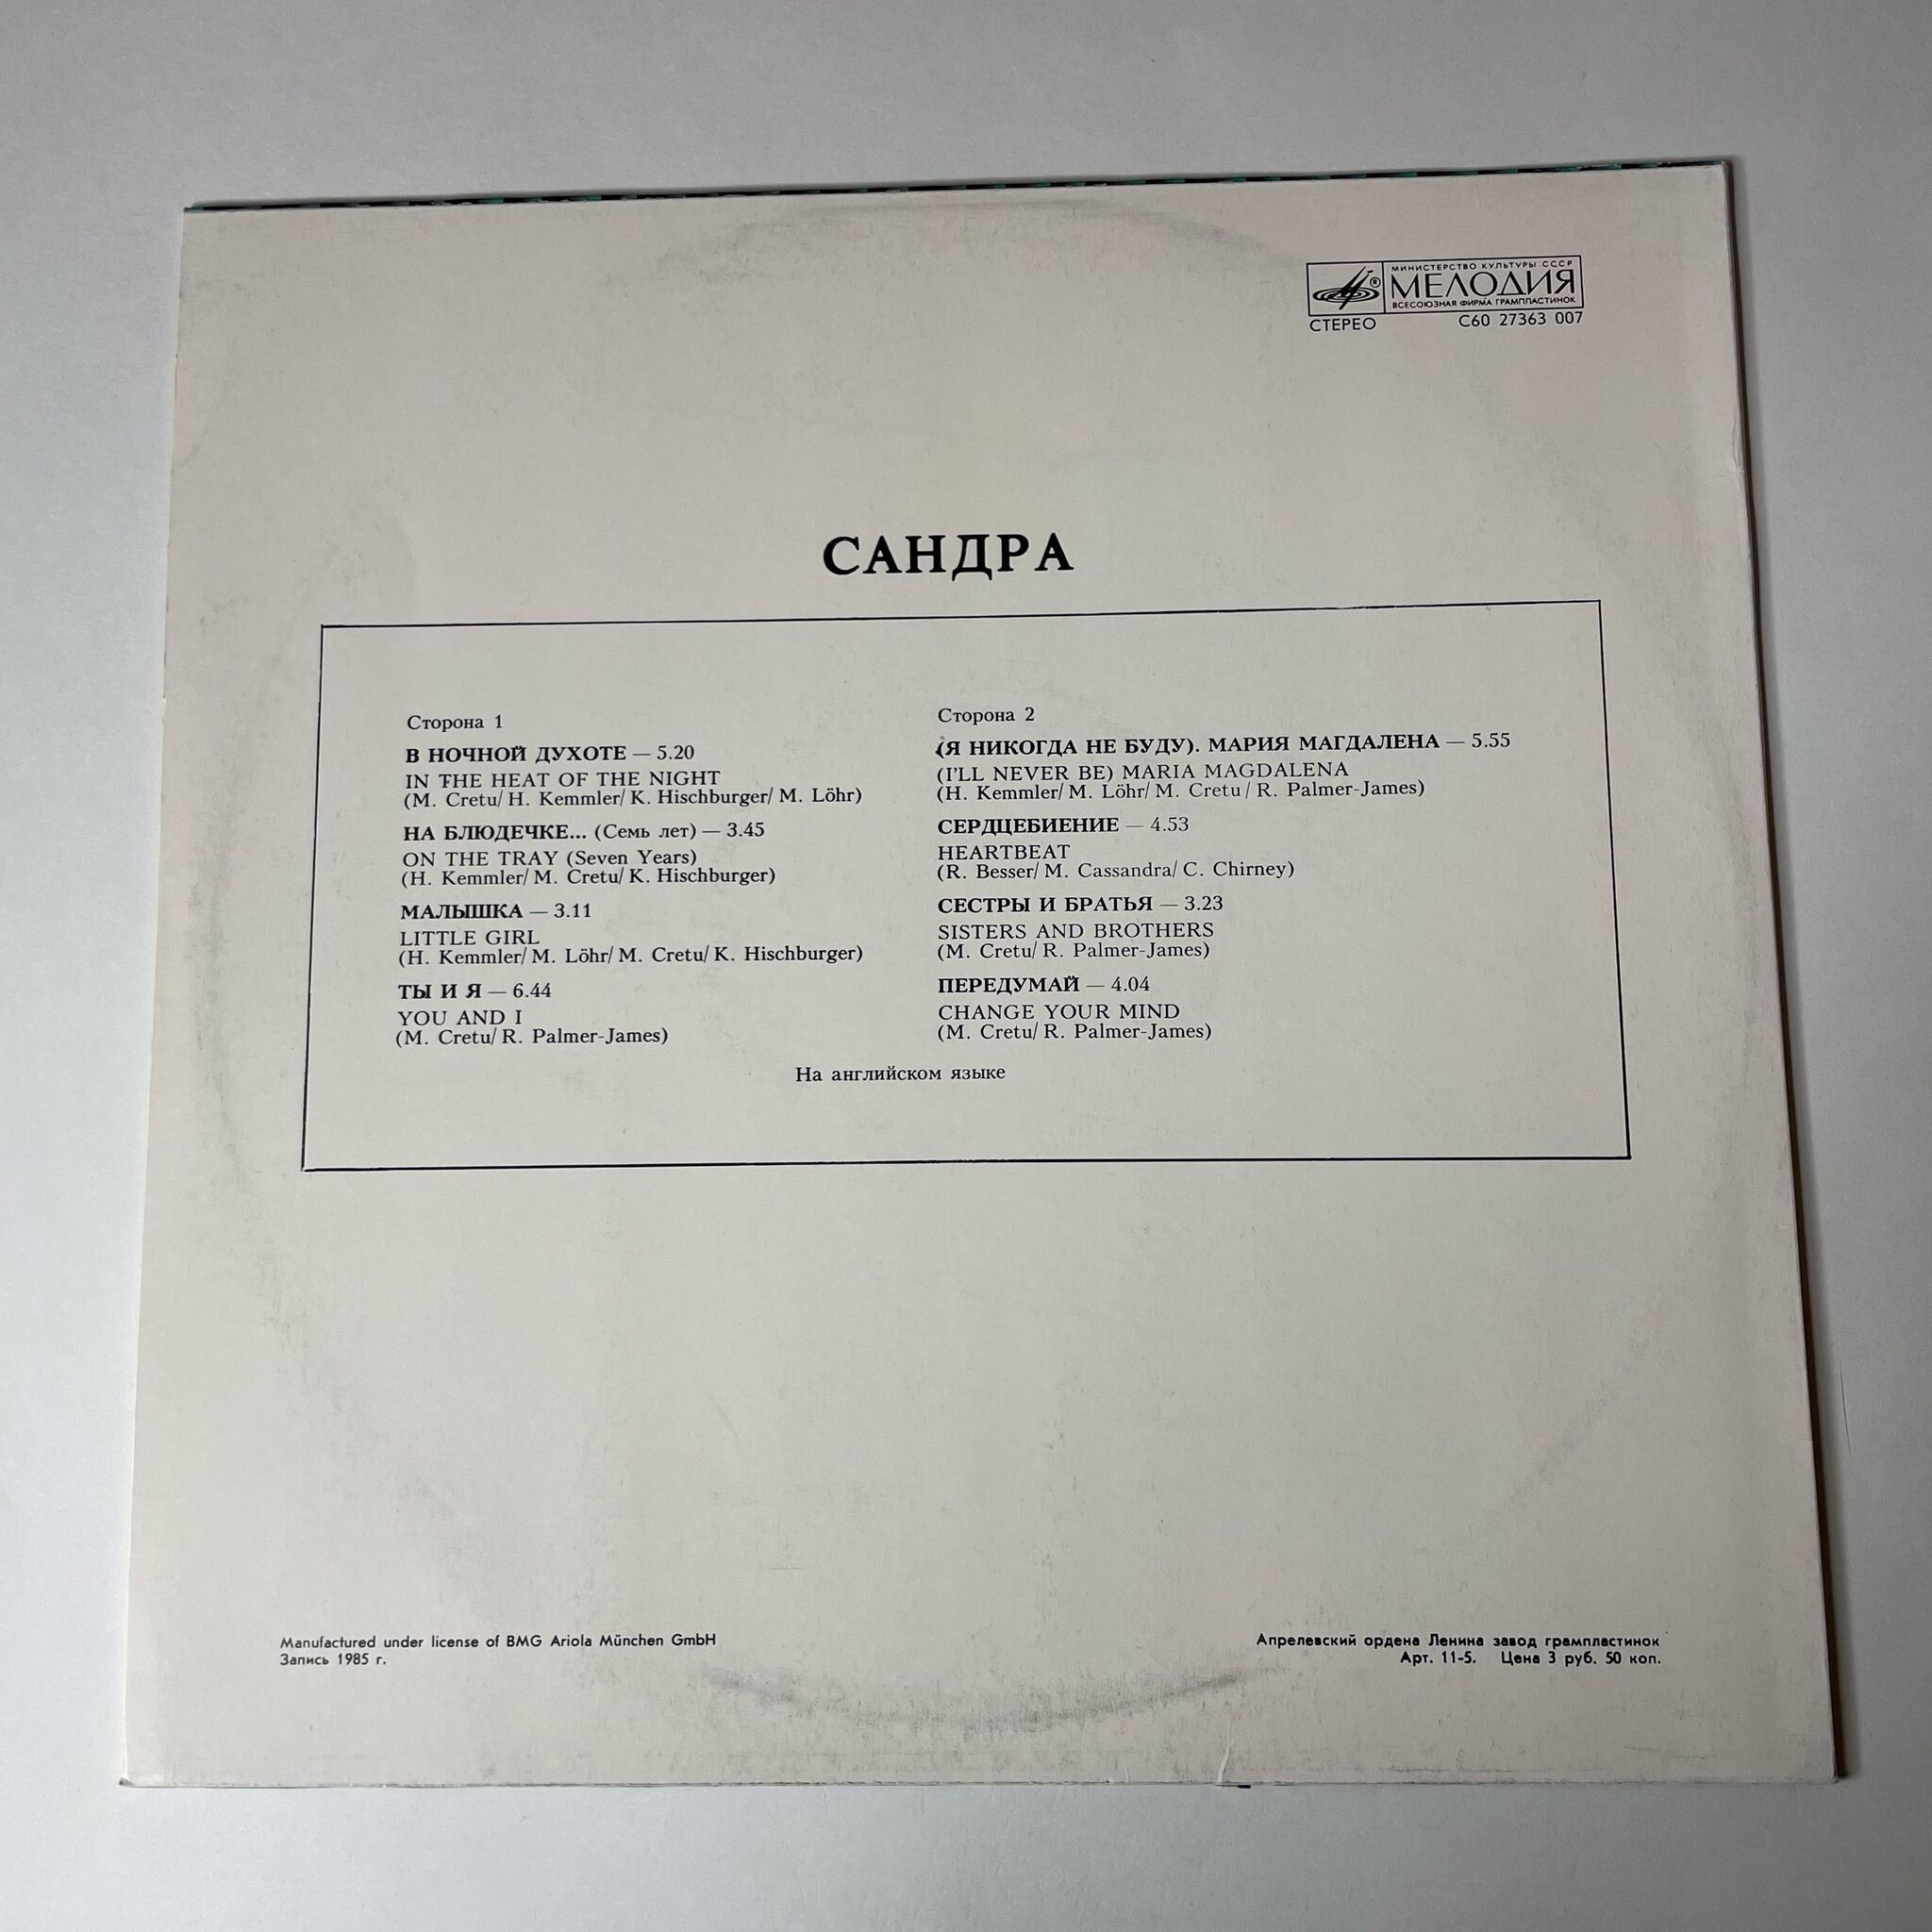 МИНИСТЕРСТВО КУЛЬТУРЫ СССР
МЕЛОДИЯ
ВСЕСОЮЗНАЯ ФИРМА ГРАМПЛАСТИНОК
СТЕРЕО С60 27363 007
САНДРА
Сторона 1
В НОЧНОЙ ДУХОТЕ — 5.20
IN THE HEAT OF THE NIGHT
(M. Cretu/ H. Kemmler/ K. Hischburger/ M. Löhr)
НА БЛЮДЕЧКЕ... (Семь лет) — 3.45
ON THE TRAY (Seven Years)
(H. Kemmler/ M. Cretu/ K. Hischburger)
МАЛЫШКА — 3.11
LITTLE GIRL
(H. Kemmler/ M. Löhr/ M. Cretu/ K. Hischburger)
ТЫ И Я — 6.44
YOU AND I
(M. Cretu/ R. Palmer-James)
Сторона 2
(Я НИКОГДА НЕ БУДУ). МАРИЯ МАГДАЛЕНА — 5.55
(I'LL NEVER BE) MARIA MAGDALENA
(H. Kemmler/ M. Löhr/ M. Cretu/ R. Palmer-James)
СЕРДЦЕБИЕНИЕ — 4.53
HEARTBEAT
(R. Besser/ M. Cassandra/ C. Chirney)
СЕСТРЫ И БРАТЬЯ — 3.23
SISTERS AND BROTHERS
(M. Cretu/ R. Palmer-James)
ПЕРЕДУМАЙ — 4.04
CHANGE YOUR MIND
(M. Cretu/ R. Palmer-James)
На английском языке
Manufactured under license of BMG Ariola München GmbH
Запись 1985 г.
Апрелевский ордена Ленина завод грампластинок
Арт. 11-5. Цена 3 руб. 50 коп.